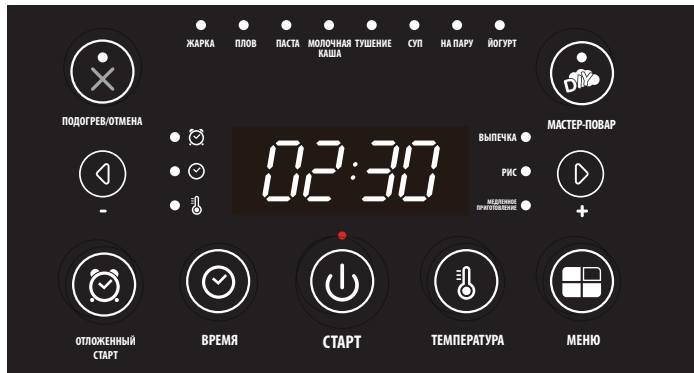 ЖАРКА
ПЛОВ
ПАСТА
МОЛОЧНАЯ
КАША
ТУШЕНИЕ
СУП
НА ПАРУ
ЙОГУРТ
ПОДОГРЕВ/ОТМЕНА
DIY
МАСТЕР-ПОВАР
02:30
ВЫПЕЧКА
РИС
МЕДЛЕННОЕ
ПРИГОТОВЛЕНИЕ
-
+
ОТЛОЖЕННЫЙ
СТАРТ
ВРЕМЯ
СТАРТ
ТЕМПЕРАТУРА
МЕНЮ